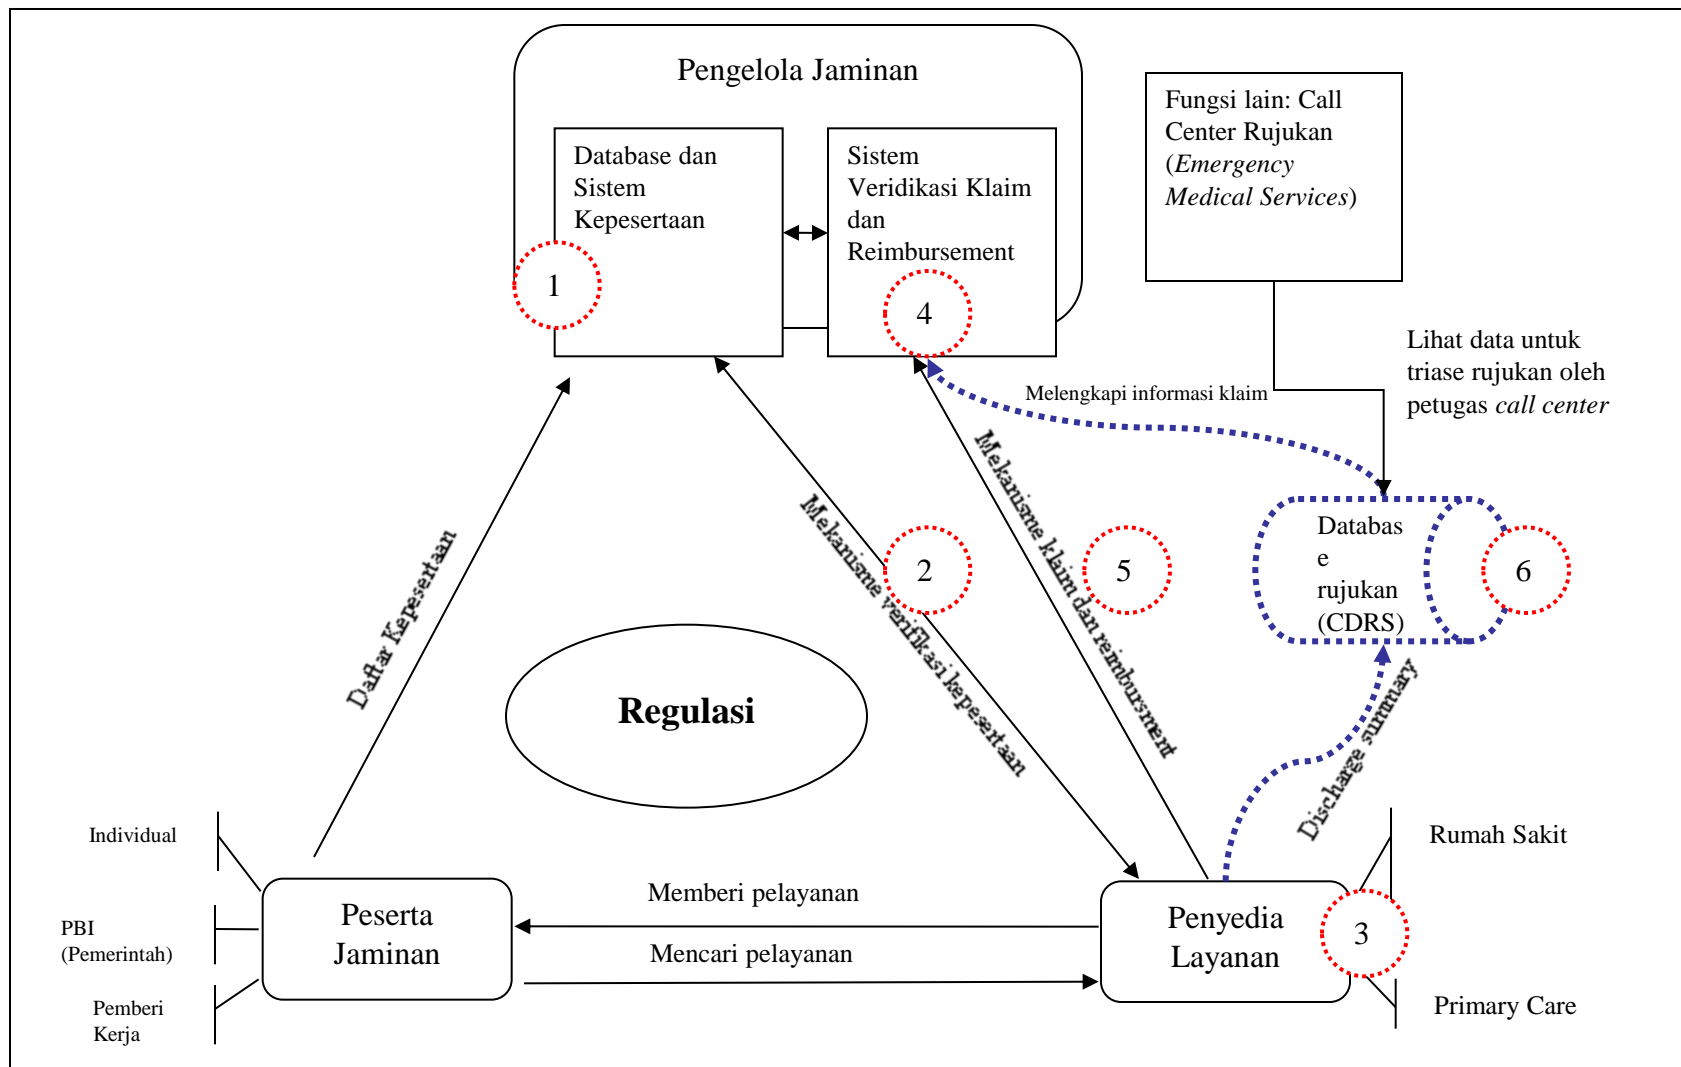 Pengelola Jaminan
Database dan
Sistem
Kepesertaan
Sistem
Veridikasi Klaim
dan
Reimbursement
Fungsi lain: Call
Center Rujukan
(Emergency
Medical Services)
1
4
Lihat data untuk
triase rujukan oleh
petugas call center
Melengkapi informasi klaim
Daftar Kepesertaan
Mekanisme verifikasi kepesertaan
2
Mekanisme klaim dan reimbursment
5
Databas
e
rujukan
(CDRS)
6
Regulasi
Discharge summary
Individual
PBI
(Pemerintah)
Pemberi
Kerja
Peserta
Jaminan
Memberi pelayanan
Mencari pelayanan
Penyedia
Layanan
3
Rumah Sakit
Primary Care